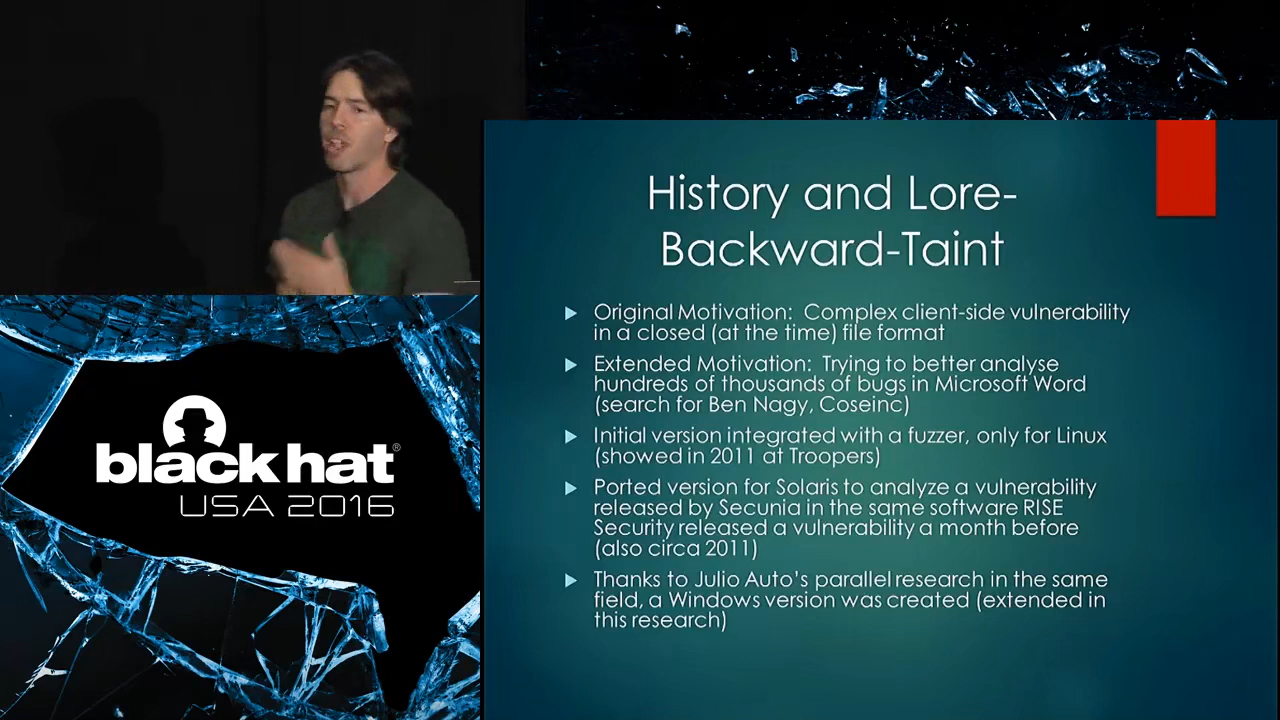 History and Lore-
Backward-Taint
Original Motivation: Complex client-side vulnerability
in a closed (at the time) file format
Extended Motivation: Trying to better analyse
hundreds of thousands of bugs in Microsoft Word
(search for Ben Nagy, Coseinc)
Initial version integrated with a fuzzer, only for Linux
(showed in 2011 at Troopers)
Ported version for Solaris to analyze a vulnerability
released by Secunia in the same software RISE
Security released a vulnerability a month before
(also circa 2011)
Thanks to Julio Auto's parallel research in the same
field, a Windows version was created (extended in
this research)
black hat®
USA 2016